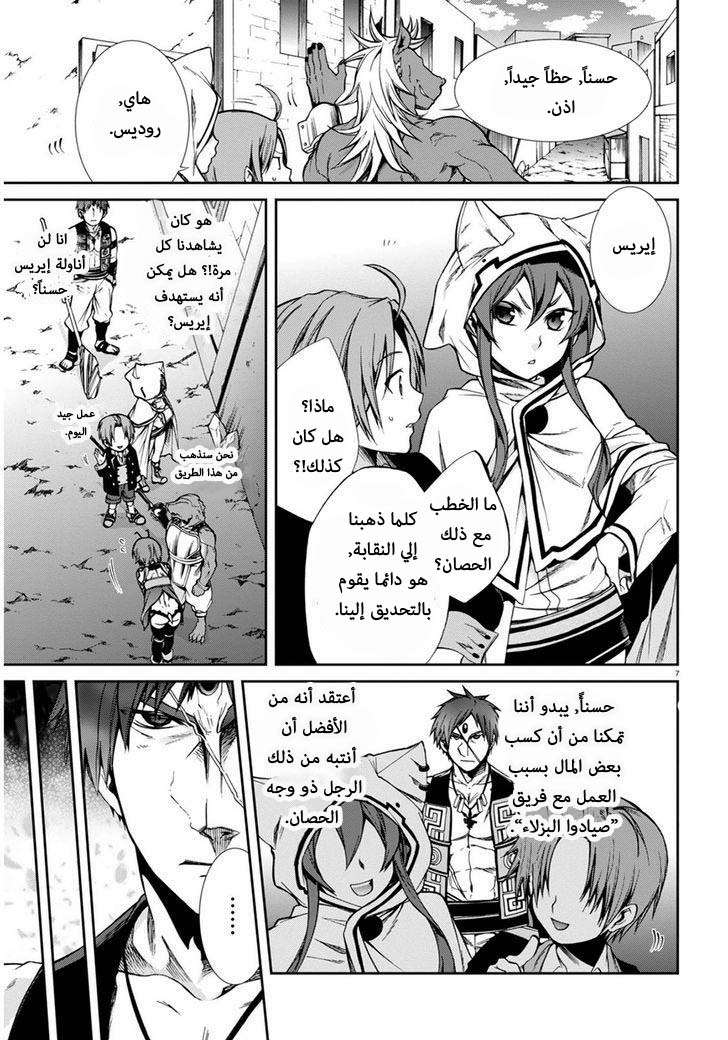 حسناً, حظاً جيداً,
اذن.
هاي,
روديس.
إيريس
ماذا؟
هل كان
كذلك!؟
ما الخطب
مع ذلك
الحصان؟
كلما ذهبنا
إلي النقابة,
هو دائما يقوم
بالتحديق إلينا.
انا لن
أناولة إيريس
حسناً؟
هو كان
يشاهدنا كل
مرة!؟ هل يمكن
أنه يستهدف
إيريس؟
عمل جيد
اليوم.
نحن سنذهب
من هذا الطريق
7
حسناً, يبدو أننا
تمكنا من أن كسب
بعض المال بسبب
العمل مع فريق
”صيادوا البزلاء“.
أعتقد أنه من
الأفضل أن
أنتبه من ذلك
الرجل ذو وجه
الحصان.
......